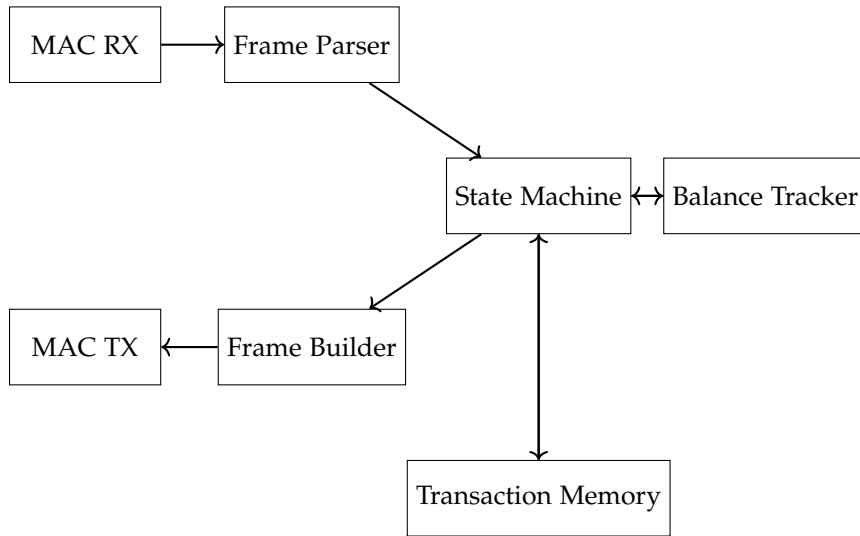 MAC RX
Frame Parser
State Machine
Balance Tracker
MAC TX
Frame Builder
Transaction Memory